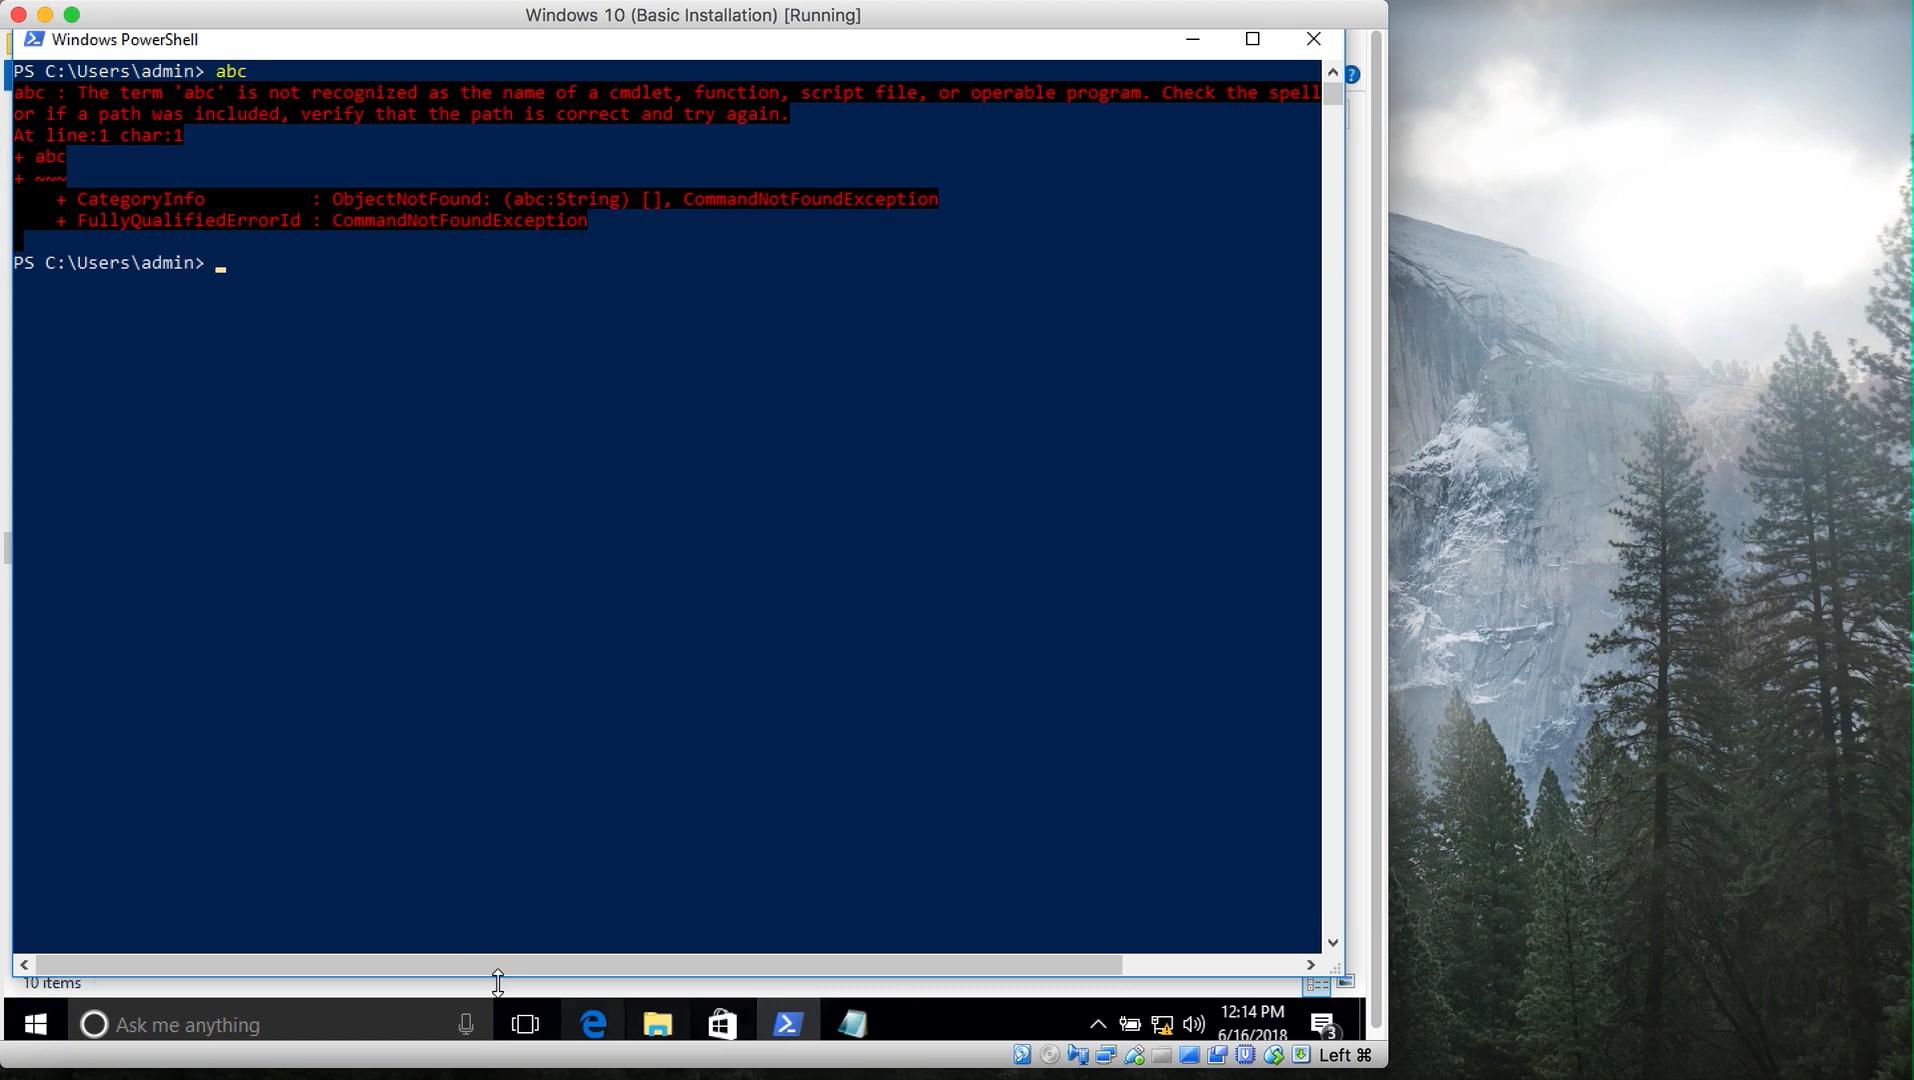 Windows 10 (Basic Installation) [Running]
Windows PowerShell
PS C:\Users\admin> abc
abc : The term 'abc' is not recognized as the name of a cmdlet, function, script file, or operable program. Check the spell
or if a path was included, verify that the path is correct and try again.
At line:1 char:1
+ abc
+ ~~~
    + CategoryInfo          : ObjectNotFound: (abc:String) [], CommandNotFoundException
    + FullyQualifiedErrorId : CommandNotFoundException
PS C:\Users\admin>
10 items
Ask me anything
12:14 PM
6/16/2018
3
Left ⌘